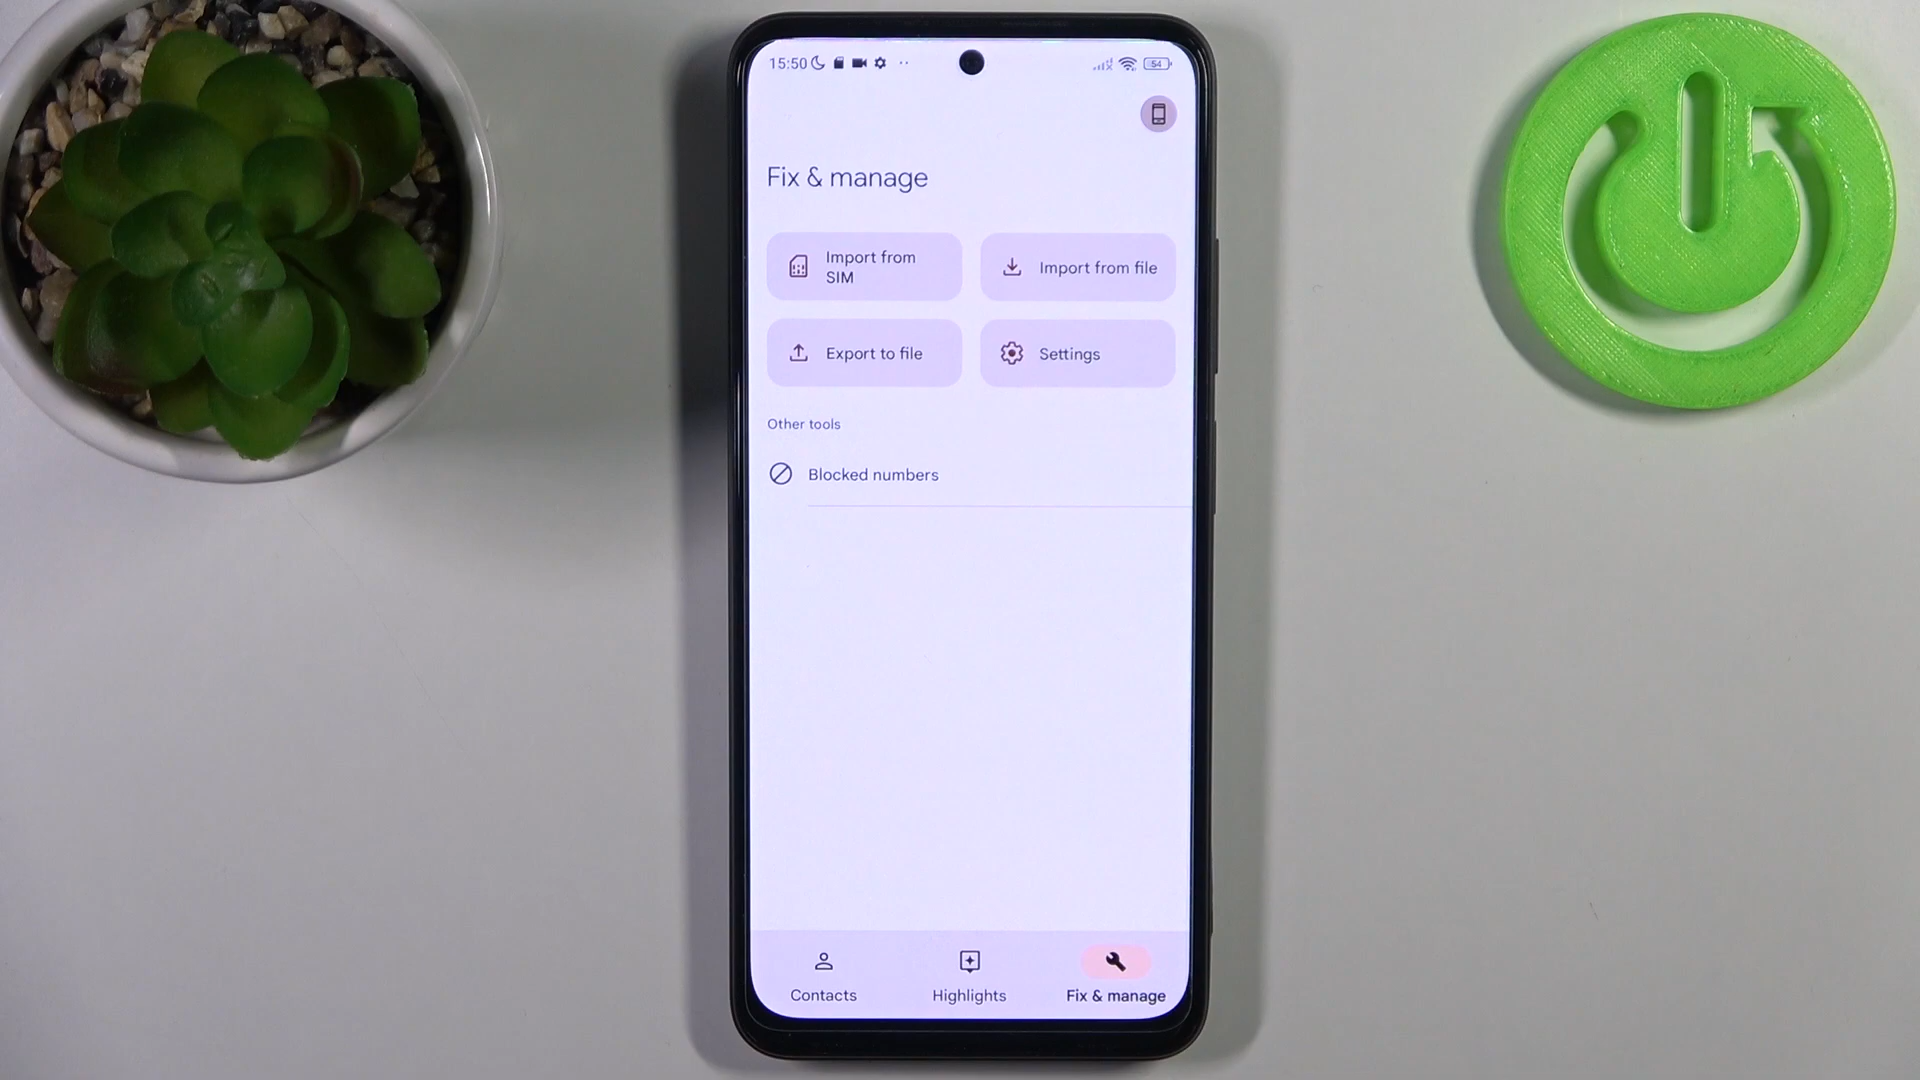 15:50
54
Fix & manage
Import from
SIM
Import from file
Export to file
Settings
Other tools
Blocked numbers
Contacts
Highlights
Fix & manage